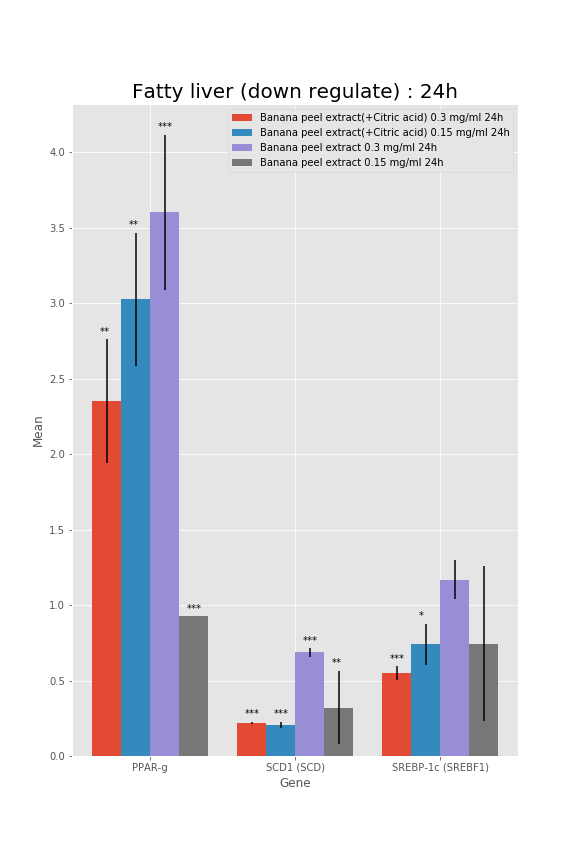 Fatty liver (down regulate) : 24h
Banana peel extract(+Citric acid) 0.3 mg/ml 24h
Banana peel extract(+Citric acid) 0.15 mg/ml 24h
Banana peel extract 0.3 mg/ml 24h
Banana peel extract 0.15 mg/ml 24h
***
4.0
**
3.5
3.0
**
2.5
Mean
2.0
1.5
1.0
***
*
***
**
***
0.5
*** ***
0.0
PPAR-g SCD1 (SCD) SREBP-1c (SREBF1)
Gene